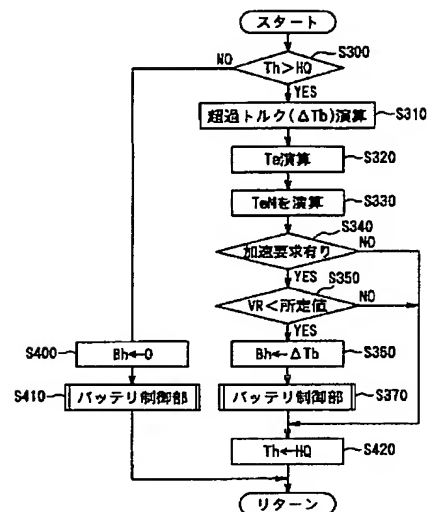 スタート
S300
NO
Th>HQ
YES
超過トルク(ΔTb)演算
S310
Te演算
S320
TeNを演算
S330
S340
加速要求有り
NO
YES
S350
VR<所定値
NO
YES
S400
Bh←0
Bh←ΔTb
S360
S410
バッテリ制御部
バッテリ制御部
S370
Th←HQ
S420
リターン